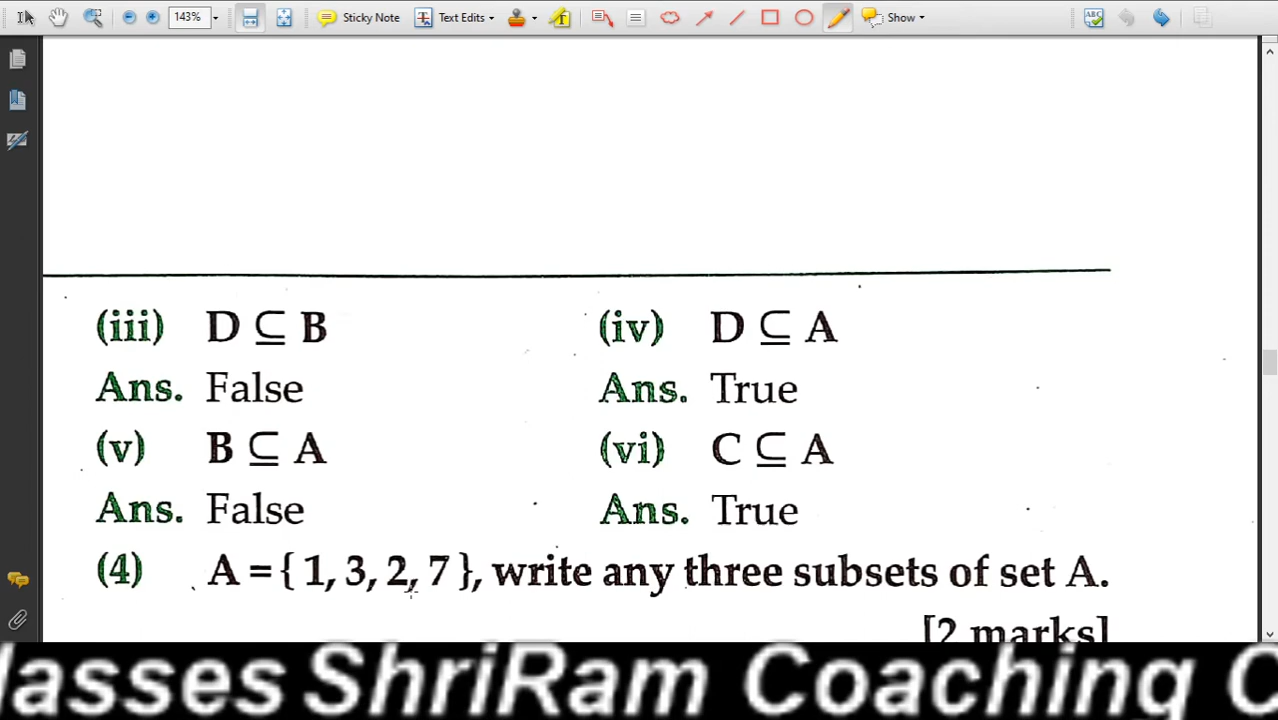 143% Sticky Note Text Edits Show
(iii) D ⊆ B (iv) D ⊆ A
Ans. False Ans. True
(v) B ⊆ A (vi) C ⊆ A
Ans. False Ans. True
(4) A = { 1, 3, 2, 7 }, write any three subsets of set A.
[2 marks]
lasses ShriRam Coaching C